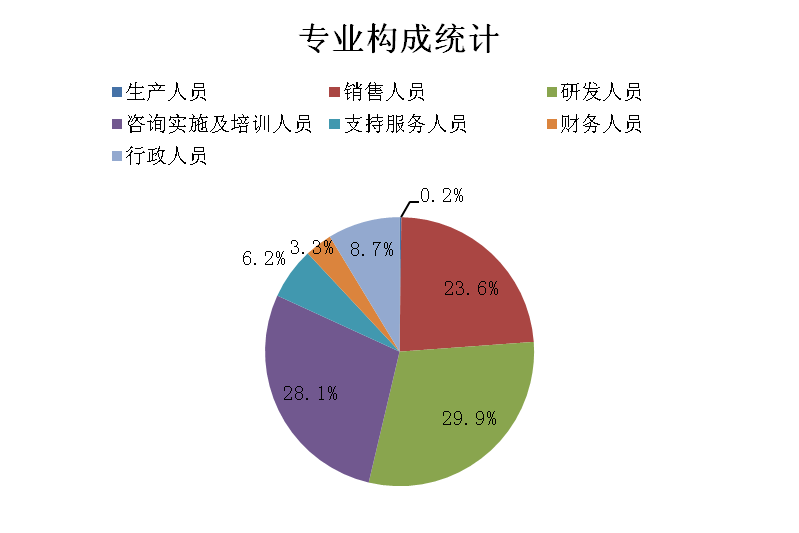 专业构成统计
生产人员 销售人员 研发人员
咨询实施及培训人员 支持服务人员 财务人员
行政人员
0.2%
6.2% 3.3% 8.7%
23.6%
28.1%
29.9%